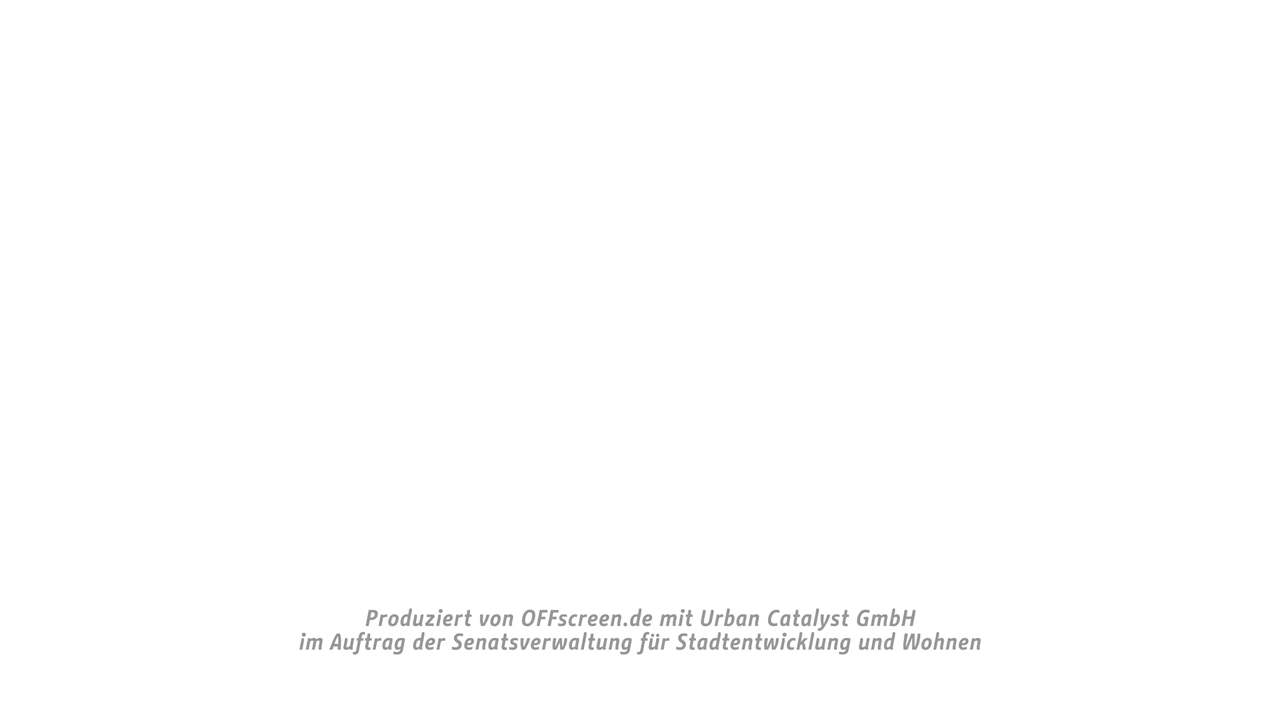 Produziert von OFFscreen.de mit Urban Catalyst GmbH
im Auftrag der Senatsverwaltung für Stadtentwicklung und Wohnen